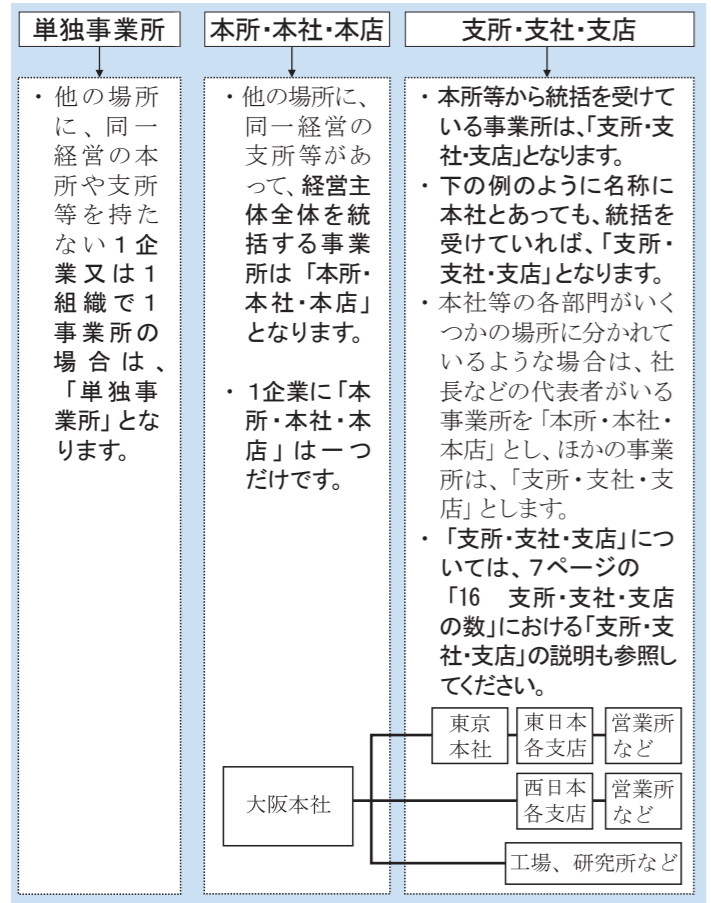 単独事業所
・他の場所
に、同一
経営の本
所や支所
等を持た
ない1企
業又は1
組織で1
事業所の
場合は、
「単独事
業所」とな
ります。
本所・本社・本店
・他の場所に、
同一経営の
支所等があ
って、経営主
体全体を統
括する事業
所は「本所・
本社・本店」
となります。
・1企業に「本
所・本社・本
店」は一つ
だけです。
支所・支社・支店
・本所等から統括を受けて
いる事業所は、「支所・支
社・支店」となります。
・下の例のように名称に
本社とあっても、統括を
受けていれば、「支所・
支社・支店」となります。
・本社等の各部門がいく
つかの場所に分かれて
いるような場合は、社
長などの代表者がいる
事業所を「本所・本社・
本店」とし、ほかの事業
所は、「支所・支社・支
店」とします。
・「支所・支社・支店」につ
いては、7ページの
「16 支所・支社・支店
の数」における「支所・支
社・支店」の説明も参照し
てください。
大阪本社
東京
本社
東日本
各支店
営業所
など
西日本
各支店
営業所
など
工場、研究所など